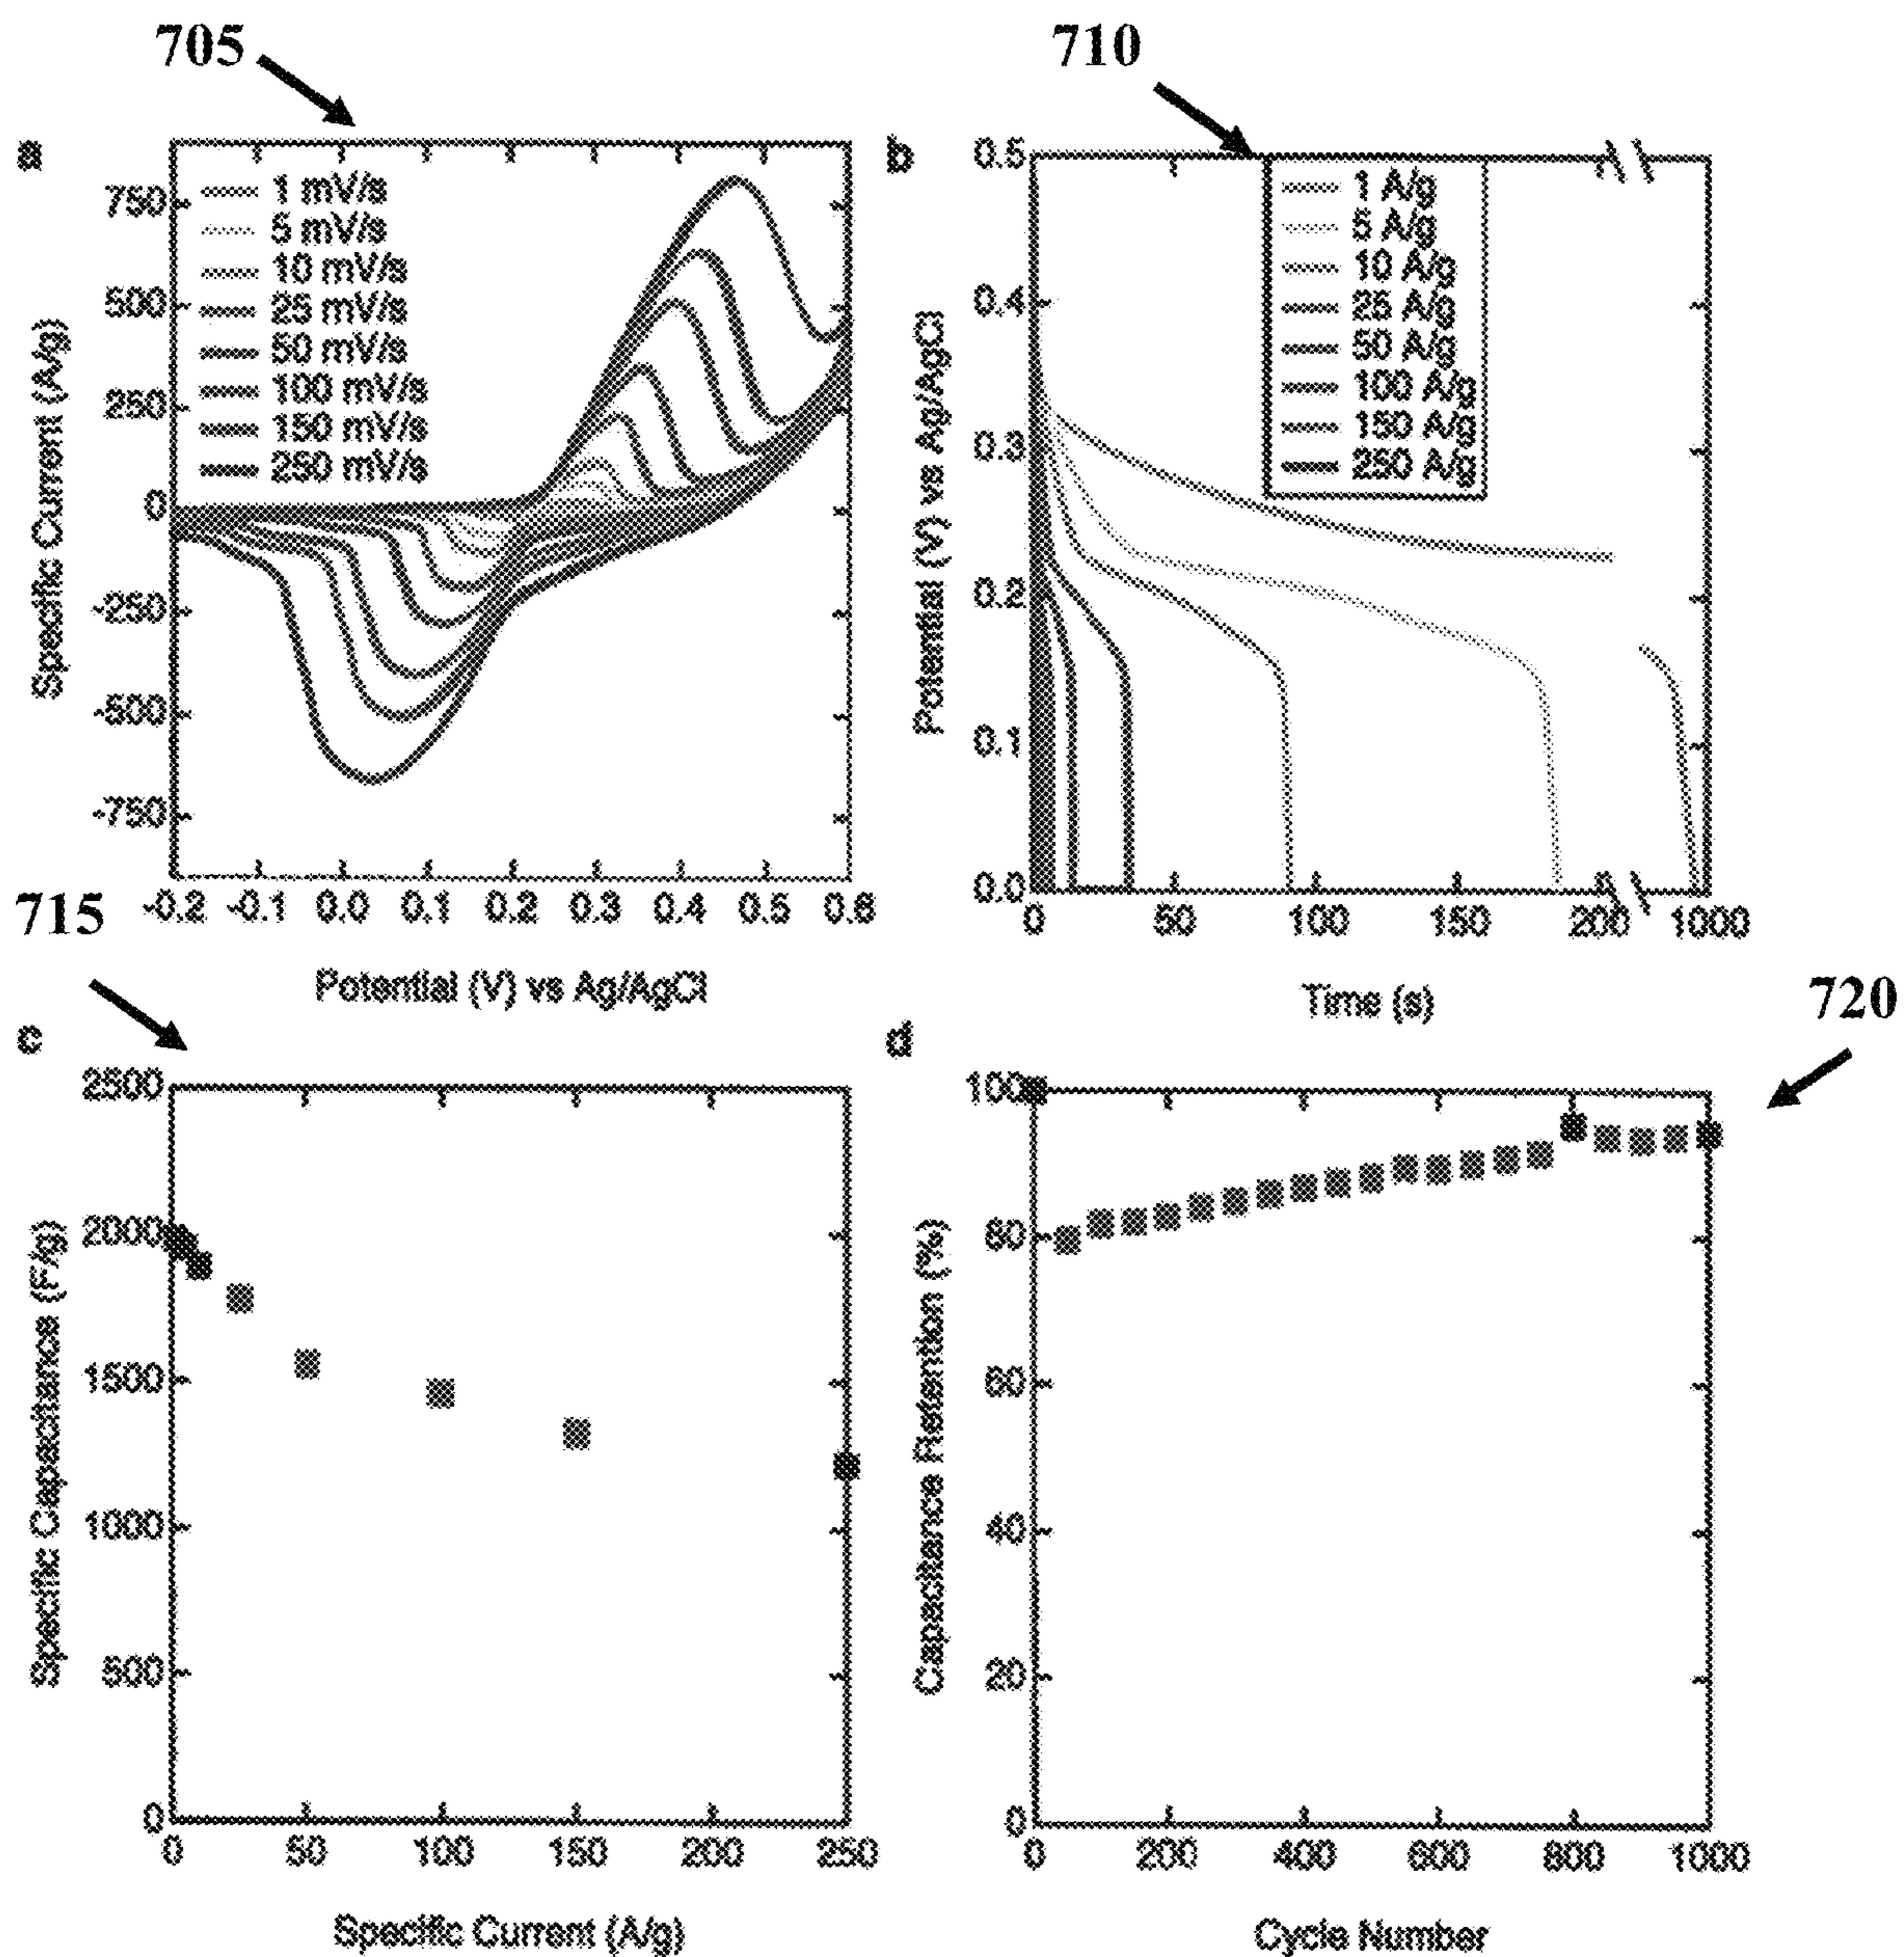 705
710
a
750
500
250
0
-250
-500
-750
Specific Current (A/g)
1 mV/s
5 mV/s
10 mV/s
25 mV/s
50 mV/s
100 mV/s
150 mV/s
250 mV/s
-0.2 -0.1 0.0 0.1 0.2 0.3 0.4 0.5 0.6
Potential (V) vs Ag/AgCl
b
0.5
0.4
0.3
0.2
0.1
0.0
Potential (V) vs Ag/AgCl
1 A/g
5 A/g
10 A/g
25 A/g
50 A/g
100 A/g
150 A/g
250 A/g
0 50 100 150 200 1000
Time (s)
715
720
c
2500
2000
1500
1000
500
0
Specific Capacitance (F/g)
0 50 100 150 200 250
Specific Current (A/g)
d
100
80
60
40
20
0
Capacitance Retention (%)
0 200 400 600 800 1000
Cycle Number